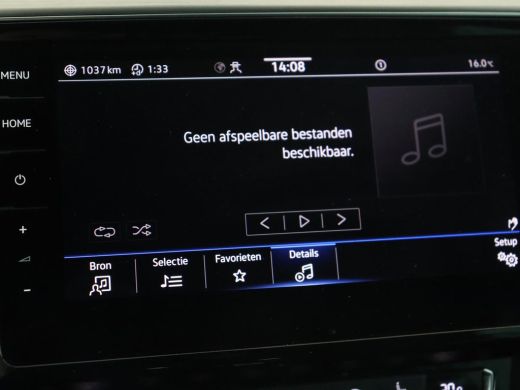 MENU
1037 km 1:33 14:08 16.0℃
HOME
Geen afspeelbare bestanden
beschikbaar.
+
Setup
Bron Selectie Favorieten Details
-